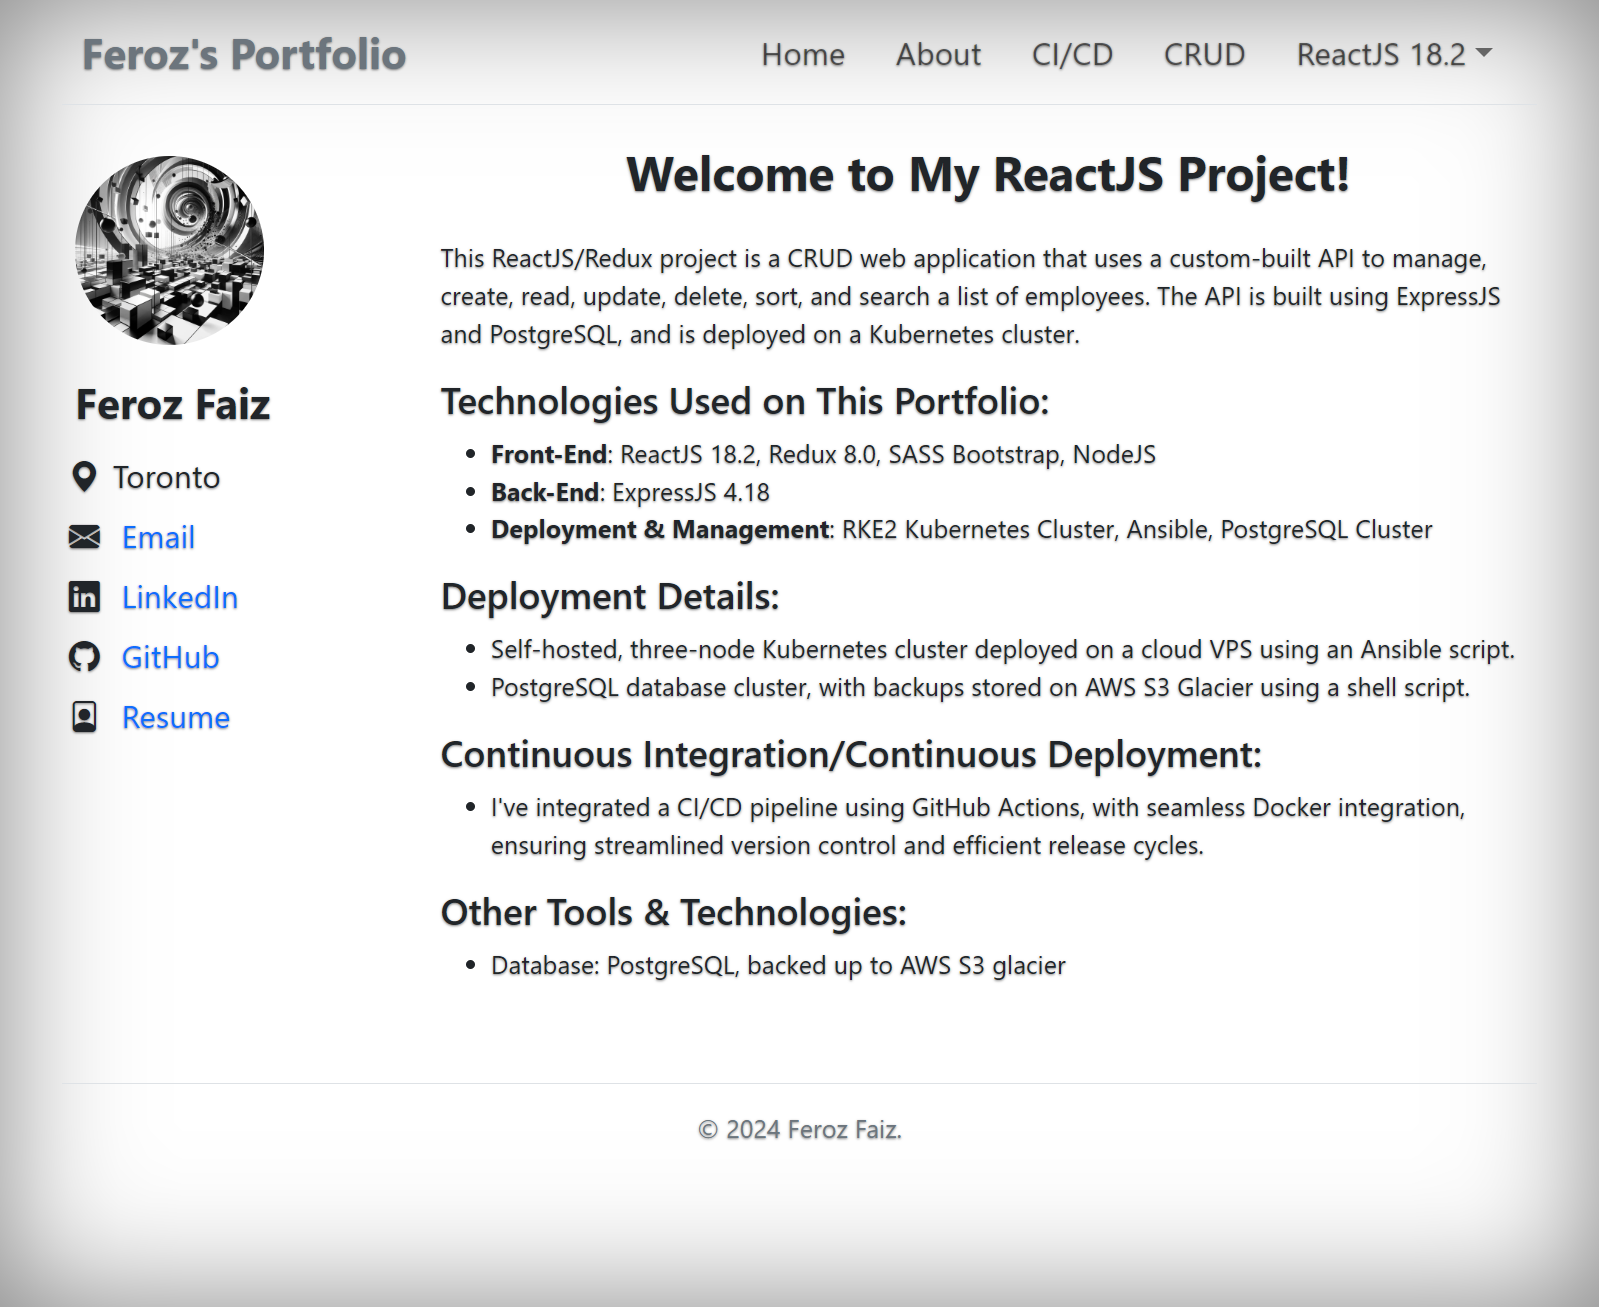 Feroz's Portfolio
Home About CI/CD CRUD ReactJS 18.2
Feroz Faiz
Toronto
Email
LinkedIn
GitHub
Resume
Welcome to My ReactJS Project!
This ReactJS/Redux project is a CRUD web application that uses a custom-built API to manage,
create, read, update, delete, sort, and search a list of employees. The API is built using ExpressJS
and PostgreSQL, and is deployed on a Kubernetes cluster.
Technologies Used on This Portfolio:
• Front-End: ReactJS 18.2, Redux 8.0, SASS Bootstrap, NodeJS
• Back-End: ExpressJS 4.18
• Deployment & Management: RKE2 Kubernetes Cluster, Ansible, PostgreSQL Cluster
Deployment Details:
• Self-hosted, three-node Kubernetes cluster deployed on a cloud VPS using an Ansible script.
• PostgreSQL database cluster, with backups stored on AWS S3 Glacier using a shell script.
Continuous Integration/Continuous Deployment:
• I've integrated a CI/CD pipeline using GitHub Actions, with seamless Docker integration,
ensuring streamlined version control and efficient release cycles.
Other Tools & Technologies:
• Database: PostgreSQL, backed up to AWS S3 glacier
© 2024 Feroz Faiz.